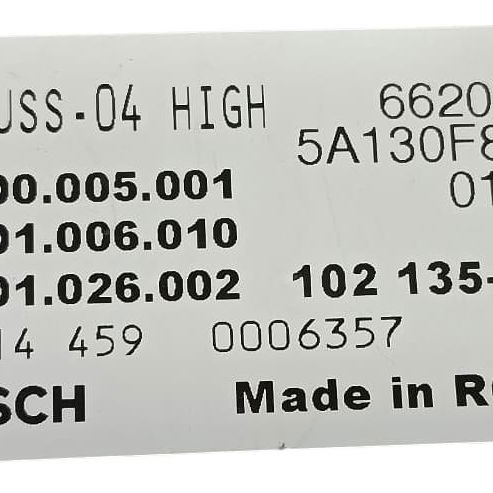 USS-04 HIGH 6620
5A130F8
00.005.001 01
01.006.010
01.026.002 102 135-
14 459 0006357
SCH Made in R